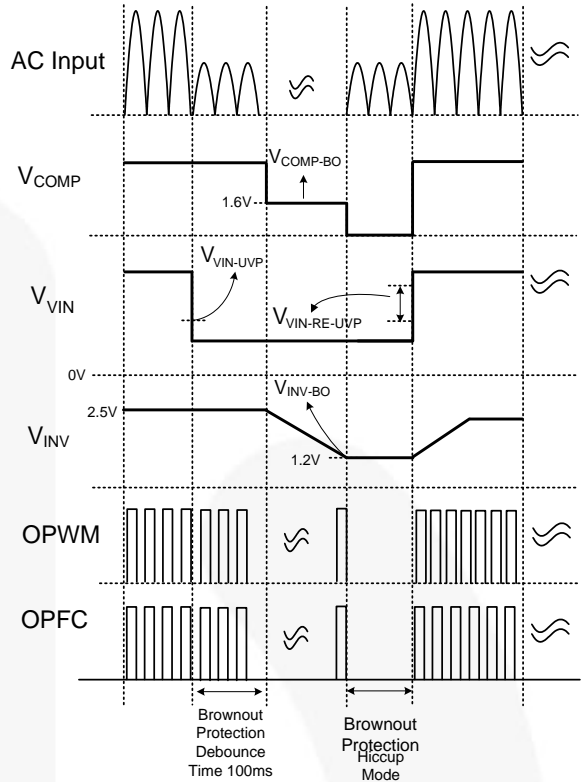 AC Input
VCOMP
VCOMP-BO
1.6V
VVIN-UVP
VVIN
VVIN-RE-UVP
0V
VINV-BO
2.5V
VINV
1.2V
OPWM
OPFC
Brownout
Protection
Debounce
Time 100ms
Brownout
Protection
Hiccup
Mode